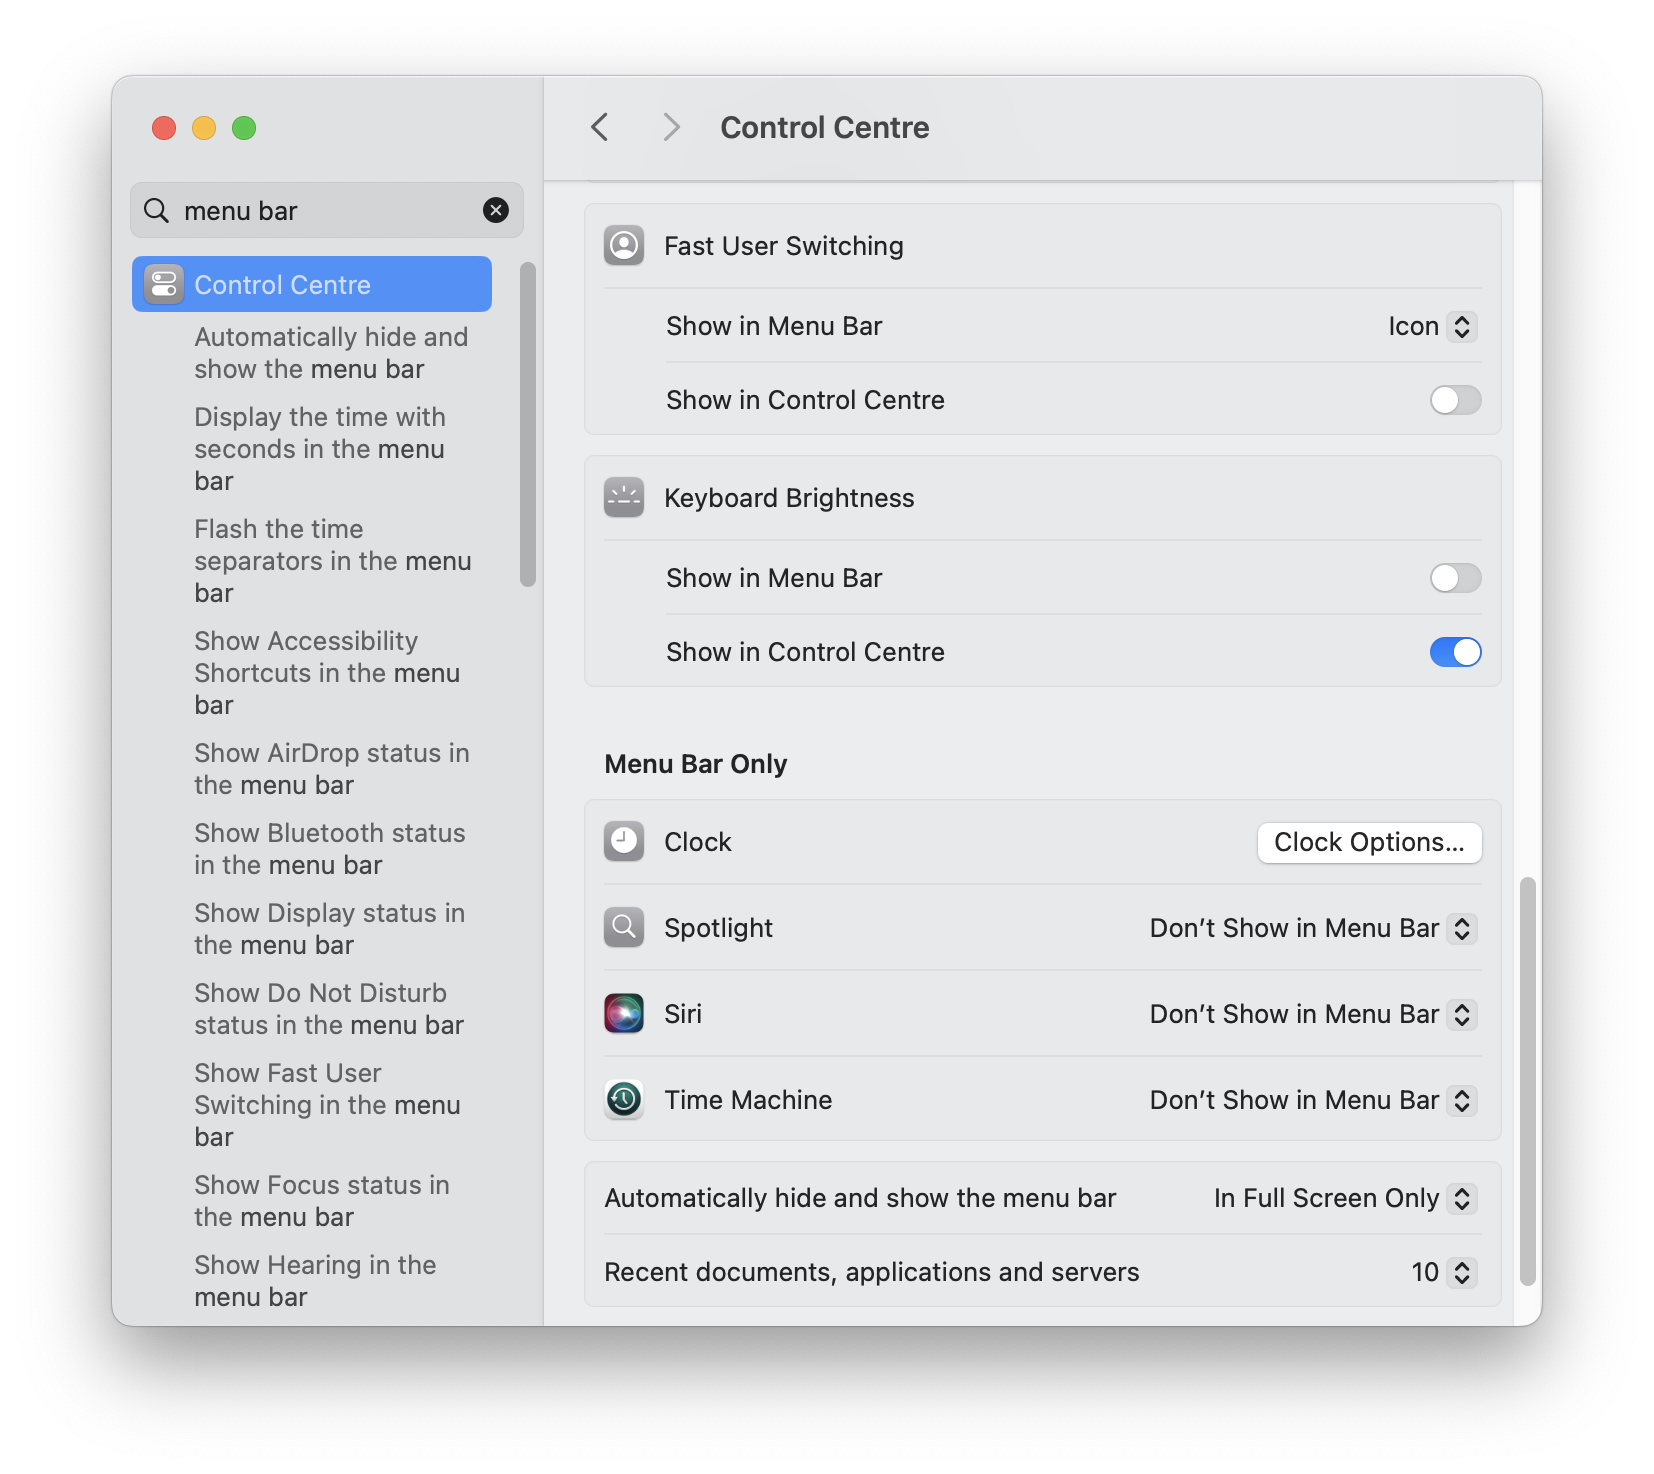 Control Centre
menu bar
Control Centre
Automatically hide and
show the menu bar
Display the time with
seconds in the menu
bar
Flash the time
separators in the menu
bar
Show Accessibility
Shortcuts in the menu
bar
Show AirDrop status in
the menu bar
Show Bluetooth status
in the menu bar
Show Display status in
the menu bar
Show Do Not Disturb
status in the menu bar
Show Fast User
Switching in the menu
bar
Show Focus status in
the menu bar
Show Hearing in the
menu bar
Fast User Switching
Show in Menu Bar Icon
Show in Control Centre
Keyboard Brightness
Show in Menu Bar
Show in Control Centre
Menu Bar Only
Clock Clock Options...
Spotlight Don’t Show in Menu Bar
Siri Don’t Show in Menu Bar
Time Machine Don’t Show in Menu Bar
Automatically hide and show the menu bar In Full Screen Only
Recent documents, applications and servers 10